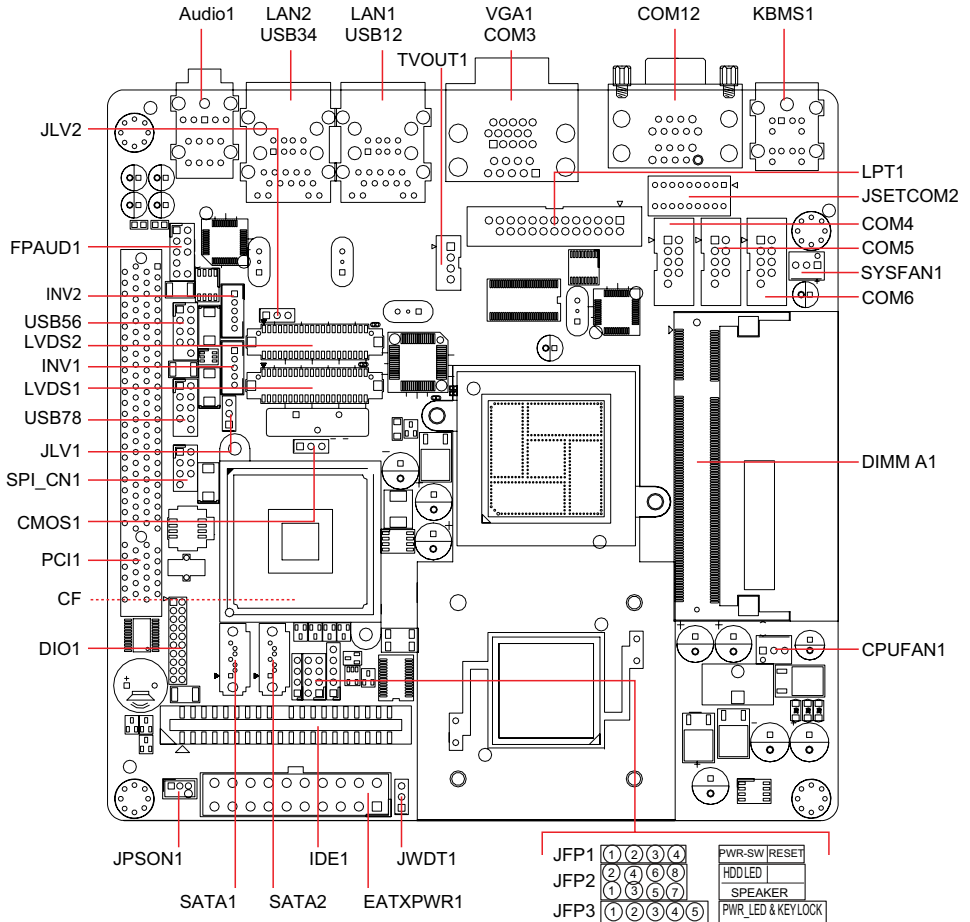 Audio1
LAN2
USB34
LAN1
USB12
TVOUT1
VGA1
COM3
COM12
KBMS1
JLV2
FPAUD1
INV2
USB56
LVDS2
INV1
LVDS1
USB78
JLV1
SPI_CN1
CMOS1
PCI1
CF
DIO1
LPT1
JSETCOM2
COM4
COM5
SYSFAN1
COM6
DIMM A1
CPUFAN1
JPSON1
SATA1
SATA2
IDE1
EATXPWR1
JWDT1
JFP1 1 2 3 4 PWR-SW RESET
JFP2 2 4 6 8 HDD LED
1 3 5 7 SPEAKER
JFP3 1 2 3 4 5 PWR_LED & KEY LOCK